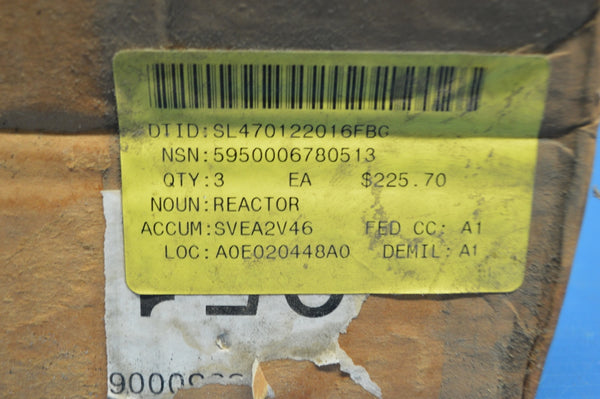 DTID:SL470122016FBG
NSN:5950006780513
QTY:3 EA $225.70
NOUN:REACTOR
ACCUM:SVEA2V46 FED CC: A1
LOC:A0E020448A0 DEMIL:A1